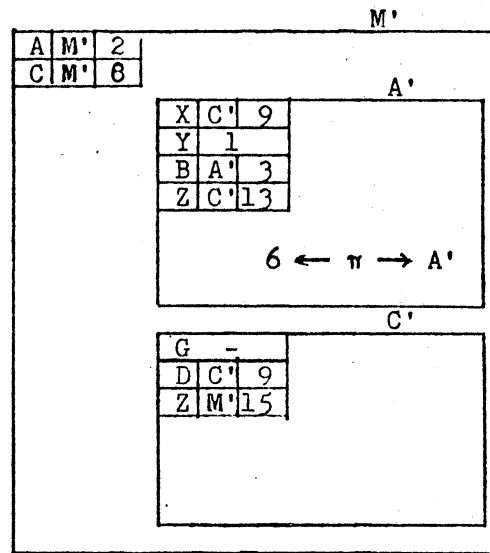 M'
A M' 2
C M' 8
A'
X C' 9
Y 1
B A' 3
Z C' 13
6 ← π → A'
C'
G -
D C' 9
Z M' 15